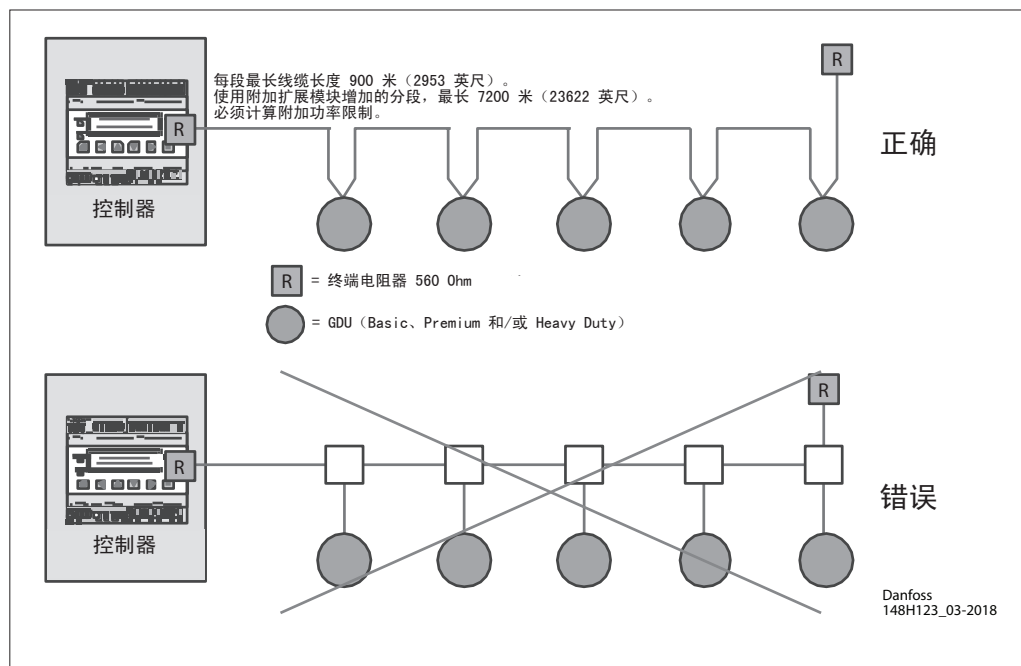 每段最长线缆长度 900 米（2953 英尺）。
使用附加扩展模块增加的分段，最长 7200 米（23622 英尺）。
必须计算附加功率限制。
R
R
控制器
正确
R = 终端电阻器 560 Ohm
= GDU（Basic、Premium 和/或 Heavy Duty）
R
R
控制器
错误
Danfoss
148H123_03-2018